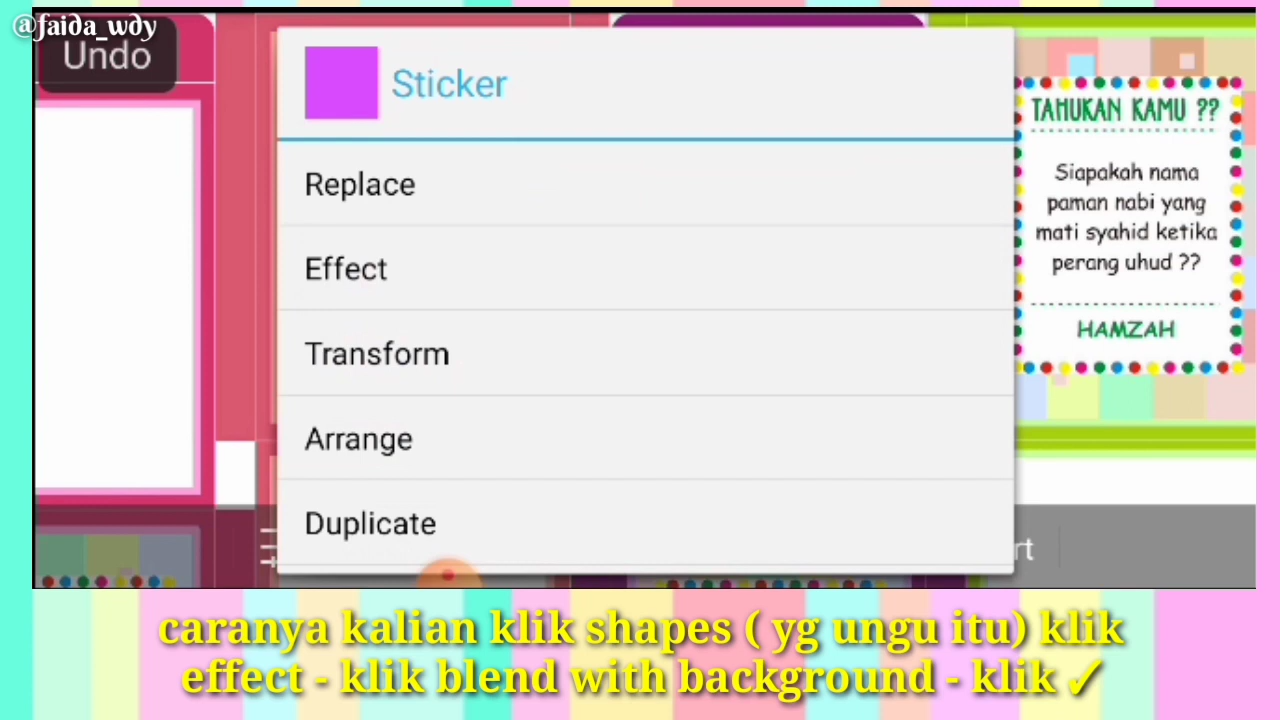 @faida_wdy
Undo
Sticker
Replace
Effect
Transform
Arrange
Duplicate
TAHUKAN KAMU ??
Siapakah nama
paman nabi yang
mati syahid ketika
perang uhud ??
HAMZAH
rt
caranya kalian klik shapes ( yg ungu itu) klik
effect - klik blend with background - klik ✓